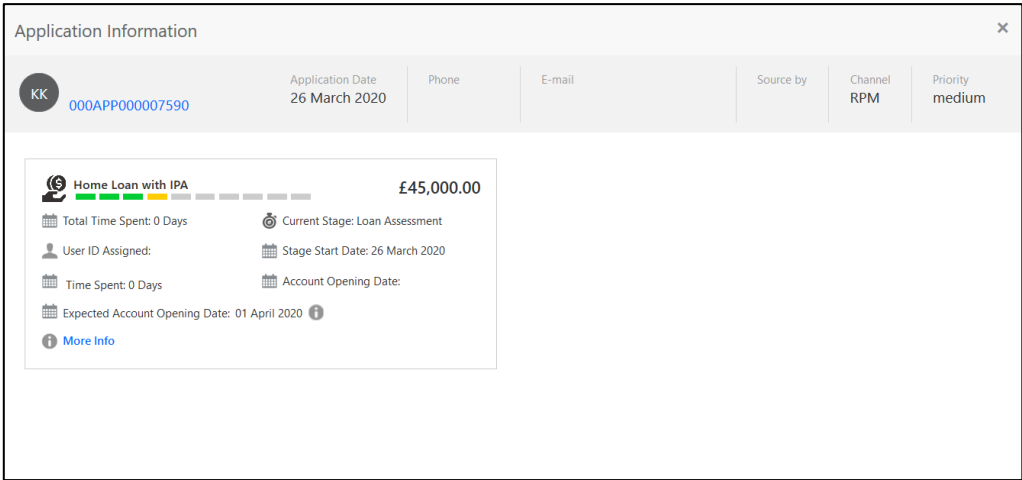 Application Information
×
KK
000APP000007590
Application Date
26 March 2020
Phone
E-mail
Source by
Channel
RPM
Priority
medium
Home Loan with IPA
£45,000.00
Total Time Spent: 0 Days
Current Stage: Loan Assessment
User ID Assigned:
Stage Start Date: 26 March 2020
Time Spent: 0 Days
Account Opening Date:
Expected Account Opening Date: 01 April 2020
More Info